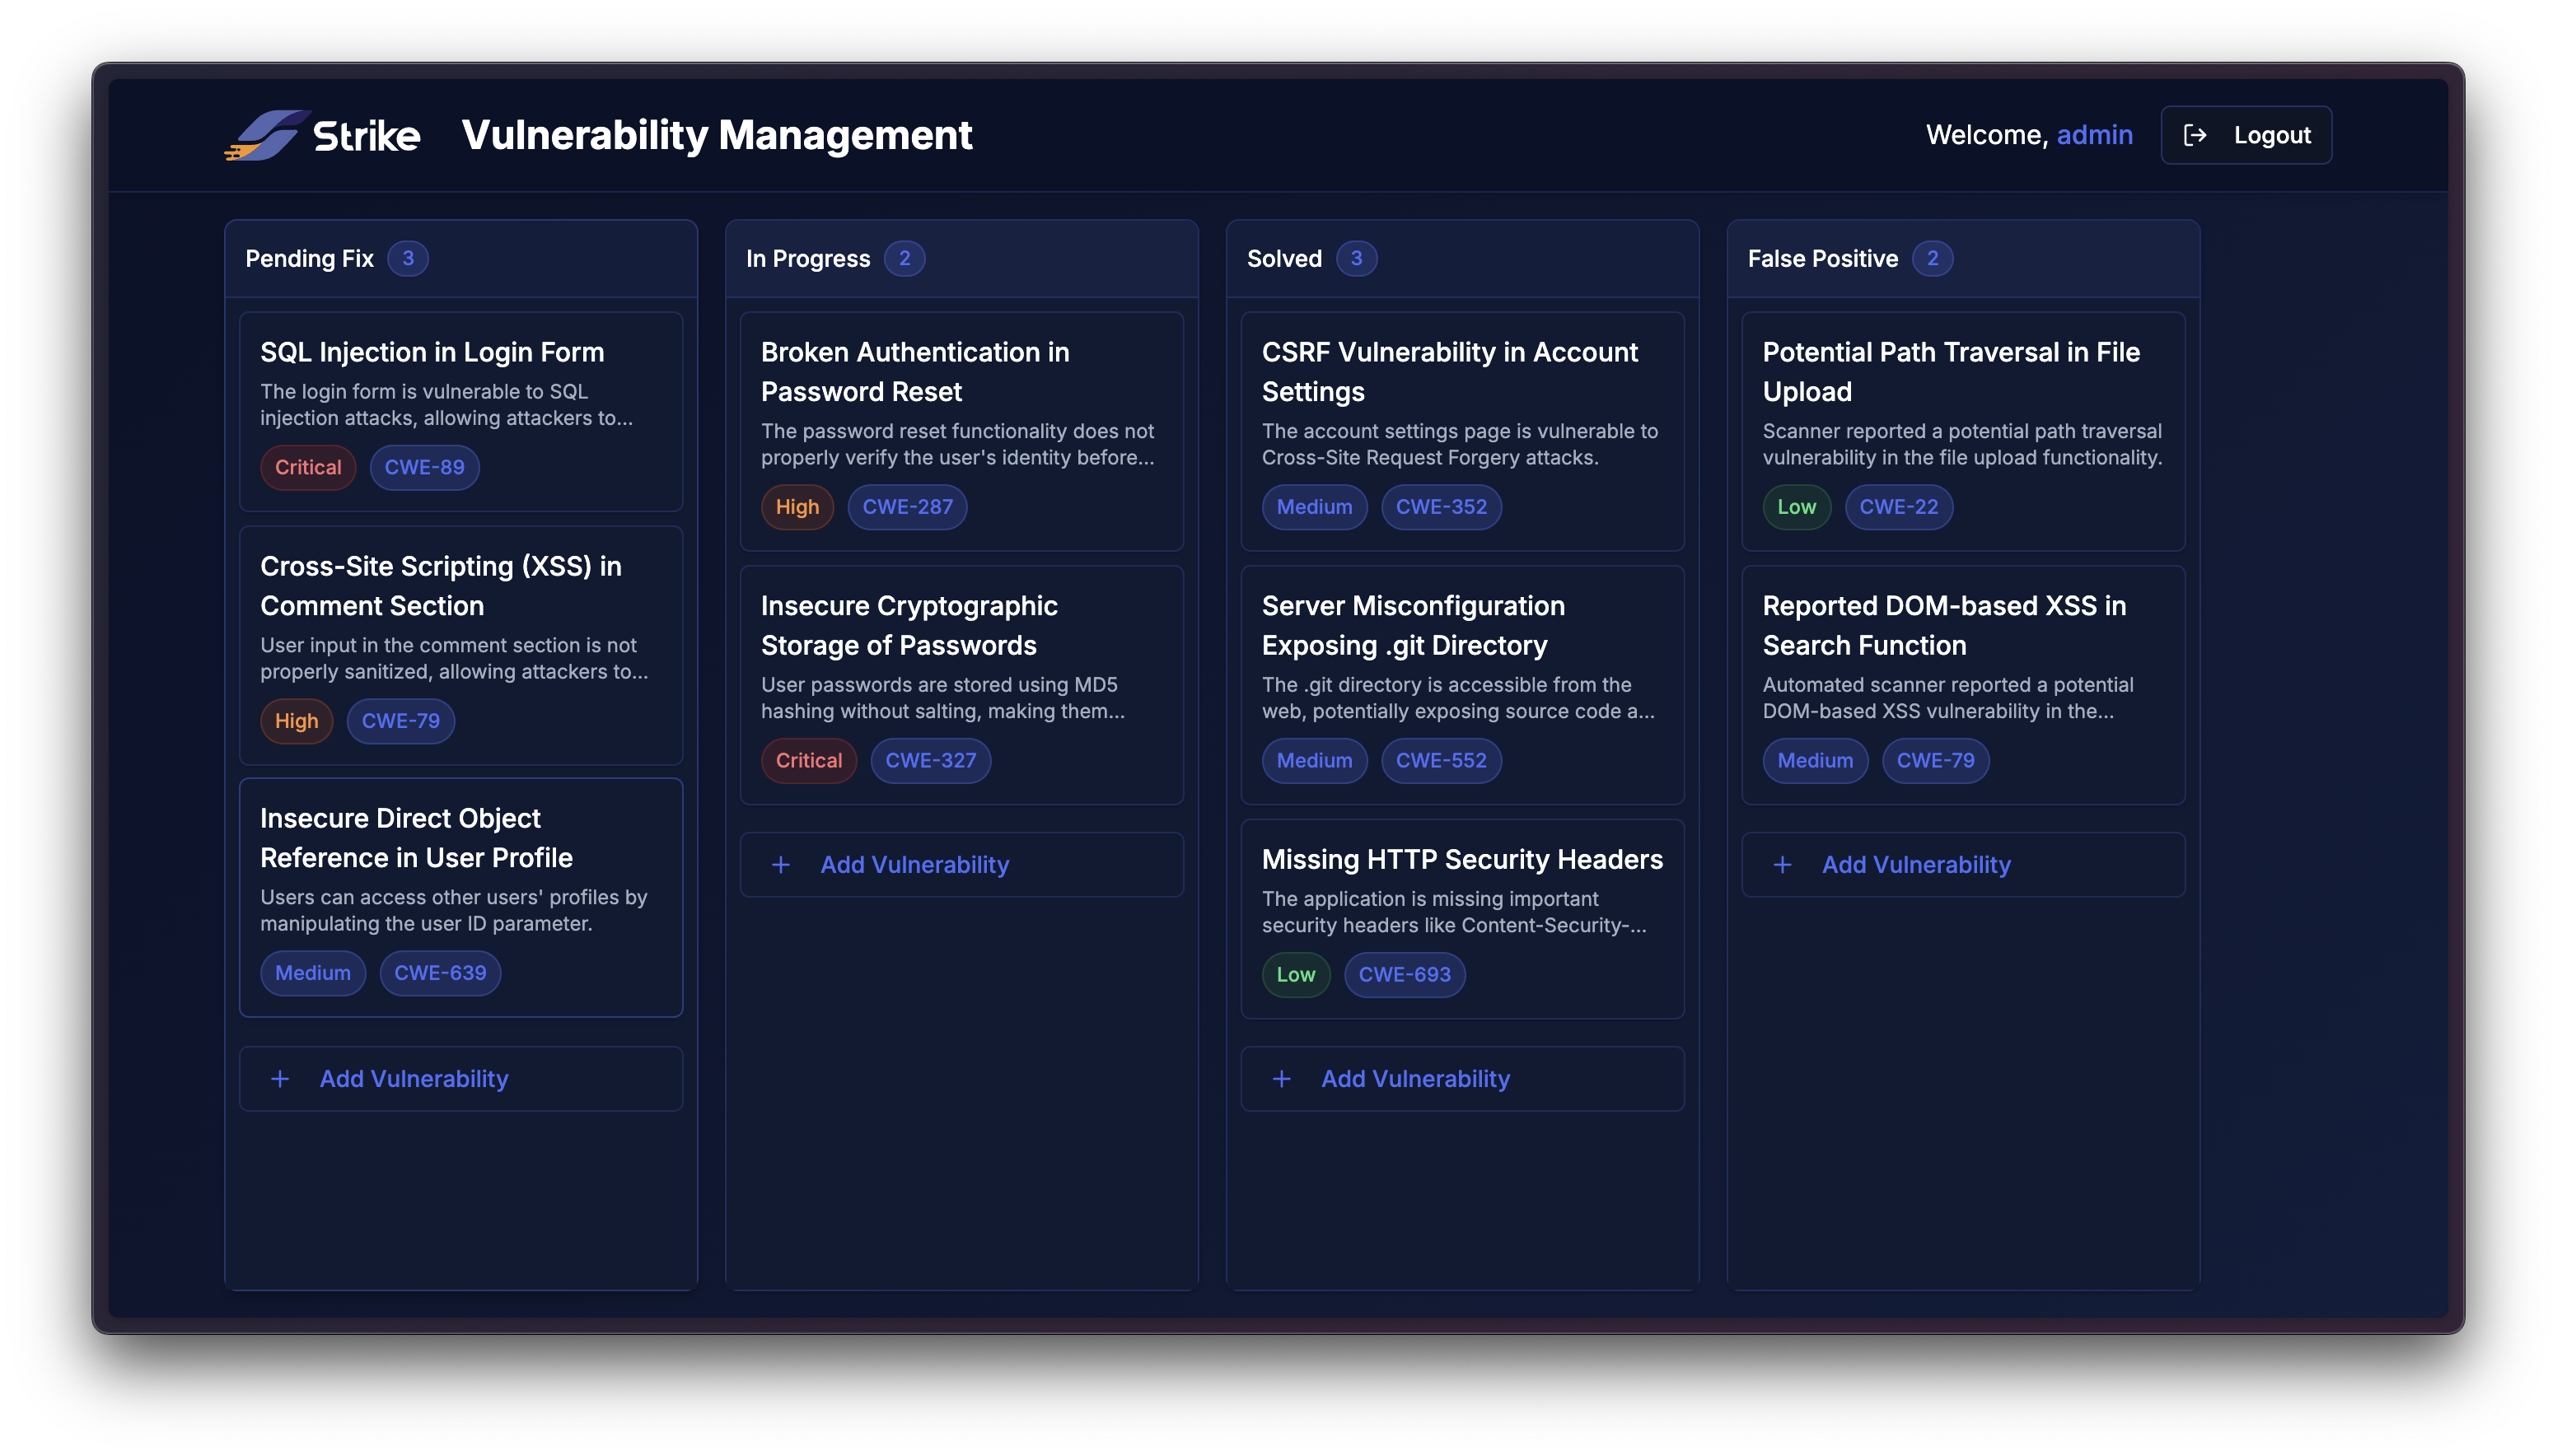 Strike
Vulnerability Management
Welcome, admin
Logout
Pending Fix 3
SQL Injection in Login Form
The login form is vulnerable to SQL
injection attacks, allowing attackers to...
Critical CWE-89
Cross-Site Scripting (XSS) in
Comment Section
User input in the comment section is not
properly sanitized, allowing attackers to...
High CWE-79
Insecure Direct Object
Reference in User Profile
Users can access other users' profiles by
manipulating the user ID parameter.
Medium CWE-639
+ Add Vulnerability
In Progress 2
Broken Authentication in
Password Reset
The password reset functionality does not
properly verify the user's identity before...
High CWE-287
Insecure Cryptographic
Storage of Passwords
User passwords are stored using MD5
hashing without salting, making them...
Critical CWE-327
+ Add Vulnerability
Solved 3
CSRF Vulnerability in Account
Settings
The account settings page is vulnerable to
Cross-Site Request Forgery attacks.
Medium CWE-352
Server Misconfiguration
Exposing .git Directory
The .git directory is accessible from the
web, potentially exposing source code a...
Medium CWE-552
Missing HTTP Security Headers
The application is missing important
security headers like Content-Security-...
Low CWE-693
+ Add Vulnerability
False Positive 2
Potential Path Traversal in File
Upload
Scanner reported a potential path traversal
vulnerability in the file upload functionality.
Low CWE-22
Reported DOM-based XSS in
Search Function
Automated scanner reported a potential
DOM-based XSS vulnerability in the...
Medium CWE-79
+ Add Vulnerability